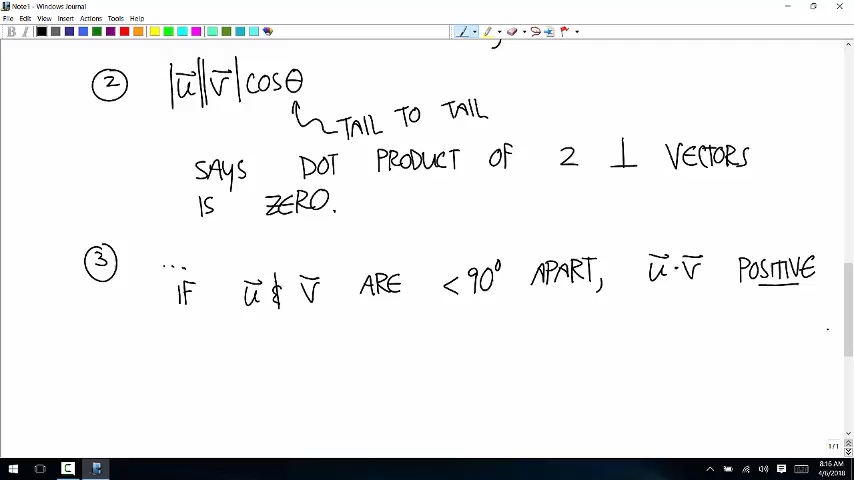 Note1 - Windows Journal
File Edit View Insert Actions Tools Help
B I
② |u⃗||v⃗|cosθ
TAIL TO TAIL
SAYS DOT PRODUCT OF 2 ⊥ VECTORS
IS ZERO.
③ ...
IF u⃗ & v⃗ ARE <90° APART, u⃗·v⃗ POSITIVE
1/1
8:16 AM
4/6/2018